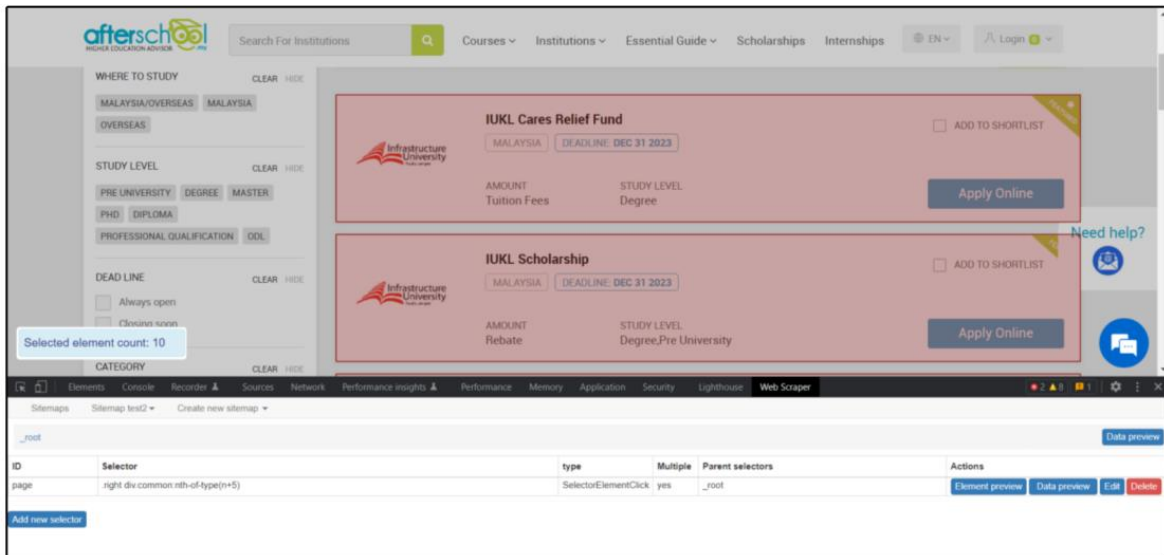 afterschool .my
HIGHER EDUCATION ADVISOR
Search For Institutions
Courses Institutions Essential Guide Scholarships Internships EN Login
WHERE TO STUDY CLEAR HIDE
MALAYSIA/OVERSEAS MALAYSIA
OVERSEAS
STUDY LEVEL CLEAR HIDE
PRE UNIVERSITY DEGREE MASTER
PHD DIPLOMA
PROFESSIONAL QUALIFICATION ODL
DEAD LINE CLEAR HIDE
Always open
Closing soon
CATEGORY CLEAR HIDE
Selected element count: 10
FEATURED
Infrastructure
University
IUKL Cares Relief Fund
MALAYSIA DEADLINE: DEC 31 2023
ADD TO SHORTLIST
AMOUNT STUDY LEVEL
Tuition Fees Degree
Apply Online
Infrastructure
University
IUKL Scholarship
MALAYSIA DEADLINE: DEC 31 2023
ADD TO SHORTLIST
AMOUNT STUDY LEVEL
Rebate Degree,Pre University
Apply Online
Need help?
Elements Console Recorder Sources Network Performance insights Performance Memory Application Security Lighthouse Web Scraper 2 8 1
Sitemaps Sitemap test2 Create new sitemap
_root Data preview
ID Selector type Multiple Parent selectors Actions
page .right div.common:nth-of-type(n+5) SelectorElementClick yes _root Element preview Data preview Edit Delete
Add new selector